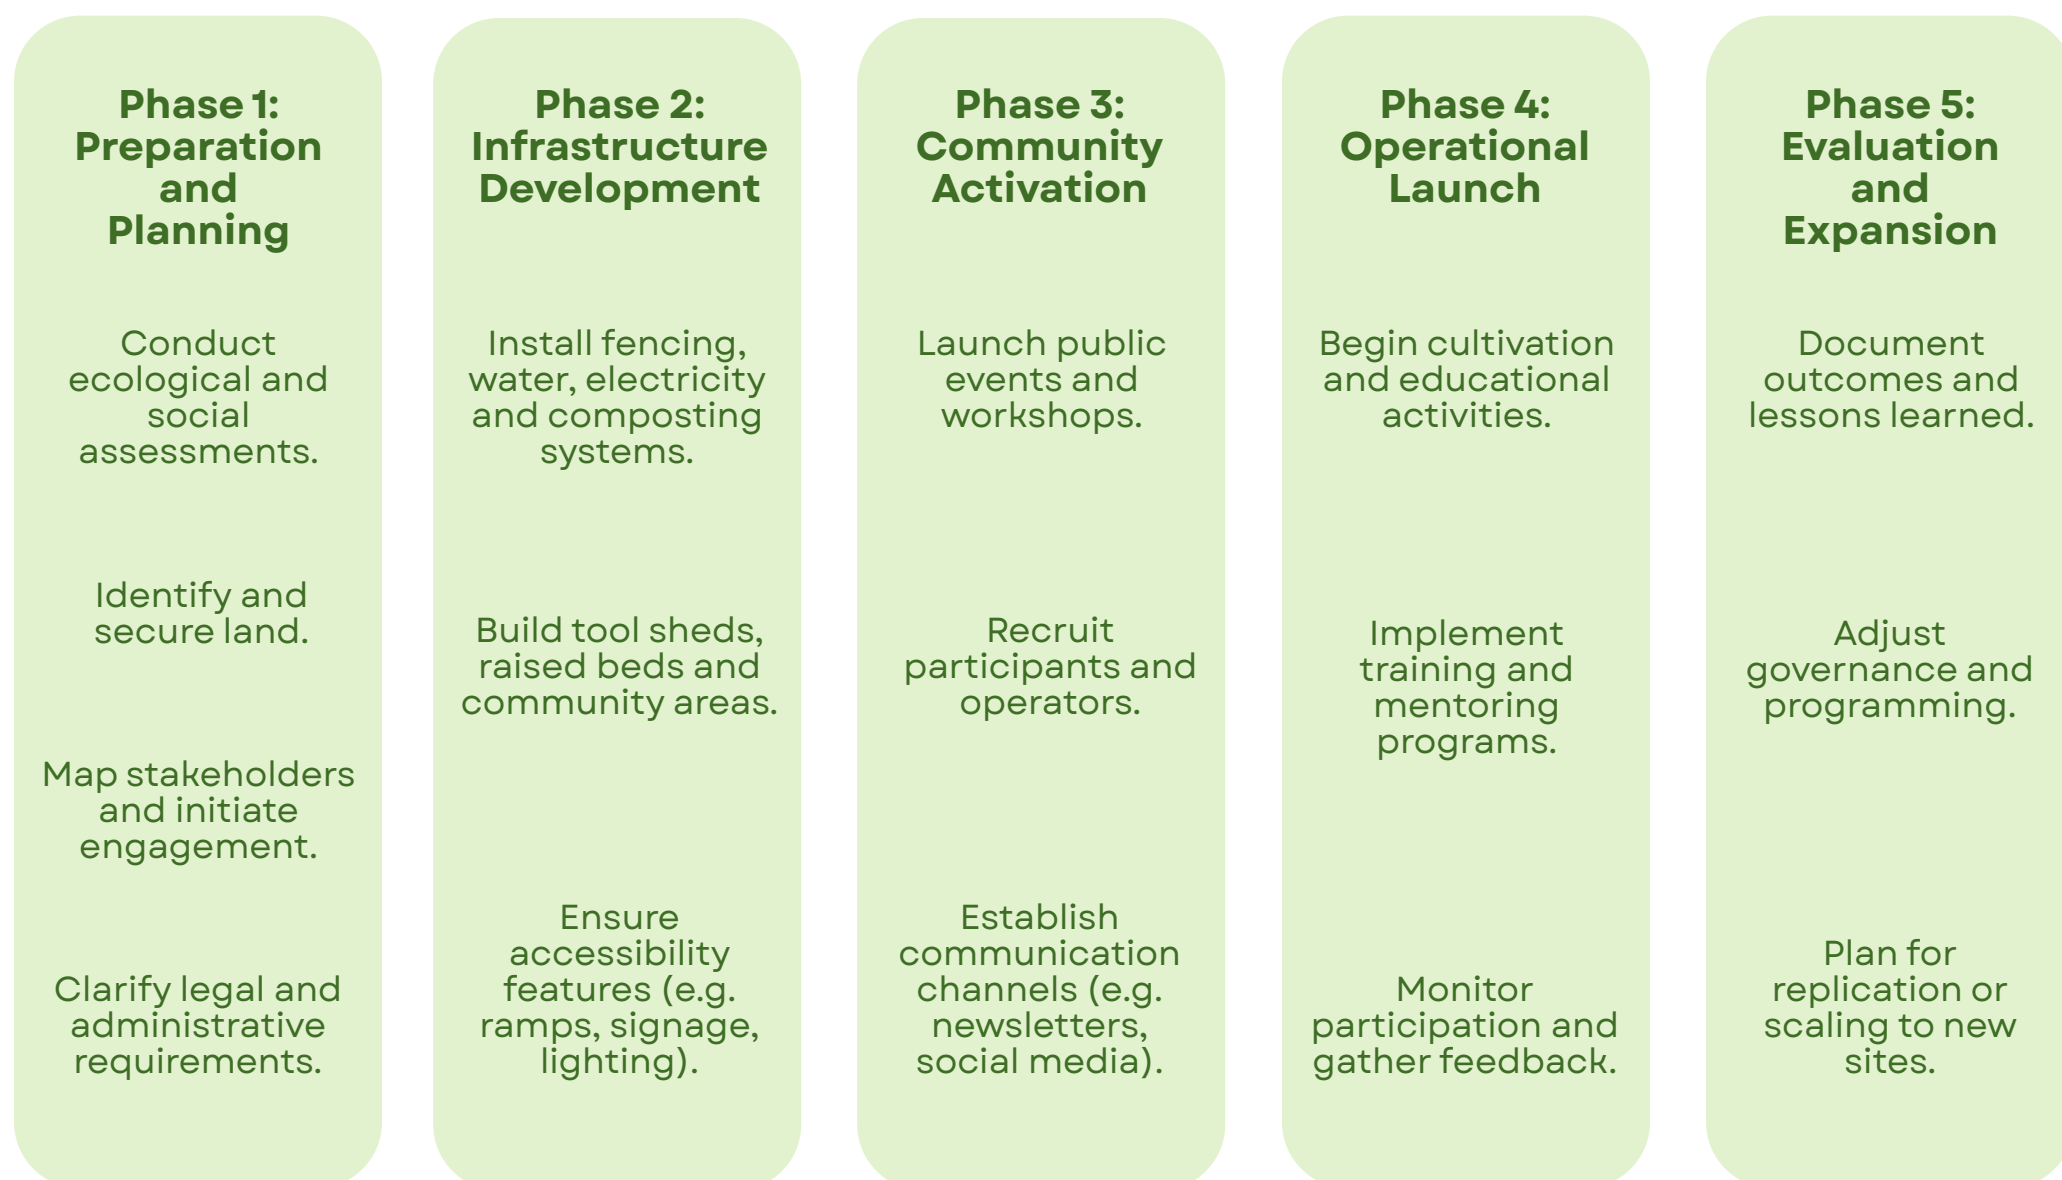 Phase 1:
Preparation
and
Planning
Conduct
ecological and
social
assessments.
Identify and
secure land.
Map stakeholders
and initiate
engagement.
Clarify legal and
administrative
requirements.
Phase 2:
Infrastructure
Development
Install fencing,
water, electricity
and composting
systems.
Build tool sheds,
raised beds and
community areas.
Ensure
accessibility
features (e.g.
ramps, signage,
lighting).
Phase 3:
Community
Activation
Launch public
events and
workshops.
Recruit
participants and
operators.
Establish
communication
channels (e.g.
newsletters,
social media).
Phase 4:
Operational
Launch
Begin cultivation
and educational
activities.
Implement
training and
mentoring
programs.
Monitor
participation and
gather feedback.
Phase 5:
Evaluation
and
Expansion
Document
outcomes and
lessons learned.
Adjust
governance and
programming.
Plan for
replication or
scaling to new
sites.